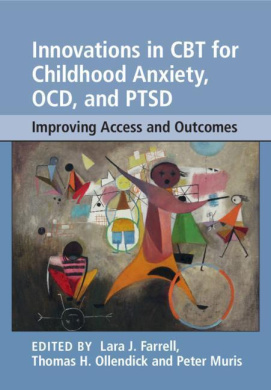 Innovations in CBT for
Childhood Anxiety,
OCD, and PTSD
Improving Access and Outcomes
EDITED BY Lara J. Farrell,
Thomas H. Ollendick and Peter Muris